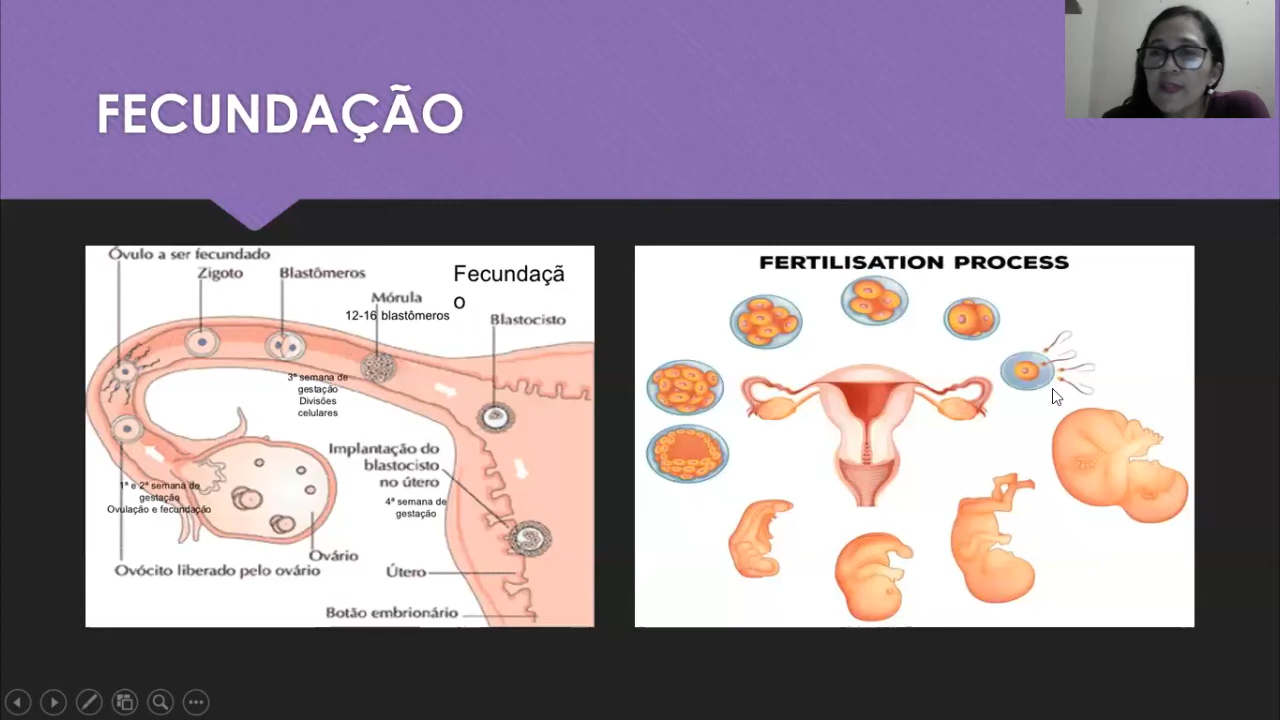 FECUNDAÇÃO
Óvulo a ser fecundado
Zigoto
Blastômeros
Fecundaçã
o
Mórula
12-16 blastômeros
Blastocisto
3ª semana de
gestação
Divisões
celulares
Implantação do
blastocisto
no útero
4ª semana de
gestação
1ª e 2ª semana de
gestação
Ovulação e fecundação
Ovário
Ovócito liberado pelo ovário
Útero
Botão embrionário
FERTILISATION PROCESS